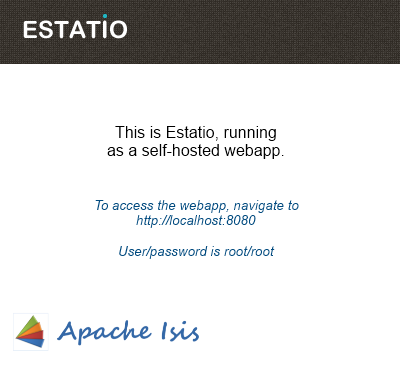 ESTATIO
This is Estatio, running
as a self-hosted webapp.
To access the webapp, navigate to
http://localhost:8080
User/password is root/root
Apache Isis